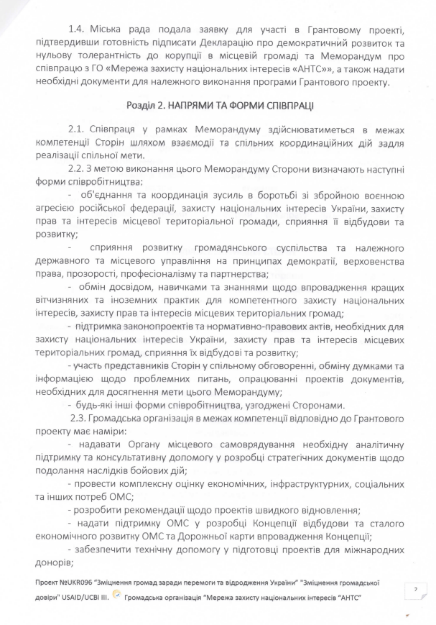 1.4. Міська рада подала заявку для участі в Грантовому проекті,
підтвердивши готовність підписати Декларацію про демократичний розвиток та
нульову толерантність до корупції в місцевій громаді та Меморандум про
співпрацю з ГО «Мережа захисту національних інтересів «АНТС»», а також надати
необхідні документи для належного виконання програми Грантового проекту.
Розділ 2. НАПРЯМИ ТА ФОРМИ СПІВПРАЦІ
2.1. Співпраця у рамках Меморандуму здійснюватиметься в межах
компетенції Сторін шляхом взаємодії та спільних координаційних дій задля
реалізації спільної мети.
2.2. З метою виконання цього Меморандуму Сторони визначають наступні
форми співробітництва:
- об'єднання та координація зусиль в боротьбі зі збройною воєнною
агресією російської федерації, захисту національних інтересів України, захисту
прав та інтересів місцевої територіальної громади, сприяння її відбудови та
розвитку;
- сприяння розвитку громадянського суспільства та належного
державного та місцевого управління на принципах демократії, верховенства
права, прозорості, професіоналізму та партнерства;
- обмін досвідом, навичками та знаннями щодо впровадження кращих
вітчизняних та іноземних практик для компетентного захисту національних
інтересів, захисту прав та інтересів місцевих територіальних громад;
- підтримка законопроектів та нормативно-правових актів, необхідних для
захисту національних інтересів України, захисту прав та інтересів місцевих
територіальних громад, сприяння їх відбудові та розвитку;
- участь представників Сторін у спільному обговоренні, обміну думками та
інформацією щодо проблемних питань, опрацюванні проектів документів,
необхідних для досягнення мети цього Меморандуму;
- будь-які інші форми співробітництва, узгоджені Сторонами.
2.3. Громадська організація в межах компетенції відповідно до Грантового
проекту має наміри:
- надавати Органу місцевого самоврядування необхідну аналітичну
підтримку та консультативну допомогу у розробці стратегічних документів щодо
подолання наслідків бойових дій;
- провести комплексну оцінку економічних, інфраструктурних, соціальних
та інших потреб ОМС;
- розробити рекомендації щодо проектів швидкого відновлення;
- надати підтримку ОМС у розробці Концепції відбудови та сталого
економічного розвитку ОМС та Дорожньої карти впровадження Концепції;
- забезпечити технічну допомогу у підготовці проектів для міжнародних
донорів;
Проект №UKR096 "Зміцнення громад заради перемоги та відродження України" "Зміцнення громадської
довіри" USAID/UCBI III. Громадська організація "Мережа захисту національних інтересів "АНТС"
2